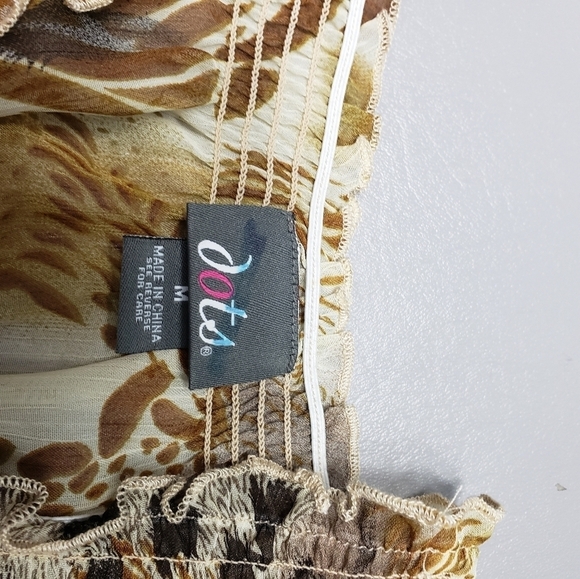 dots®
M
MADE IN CHINA
SEE REVERSE
FOR CARE